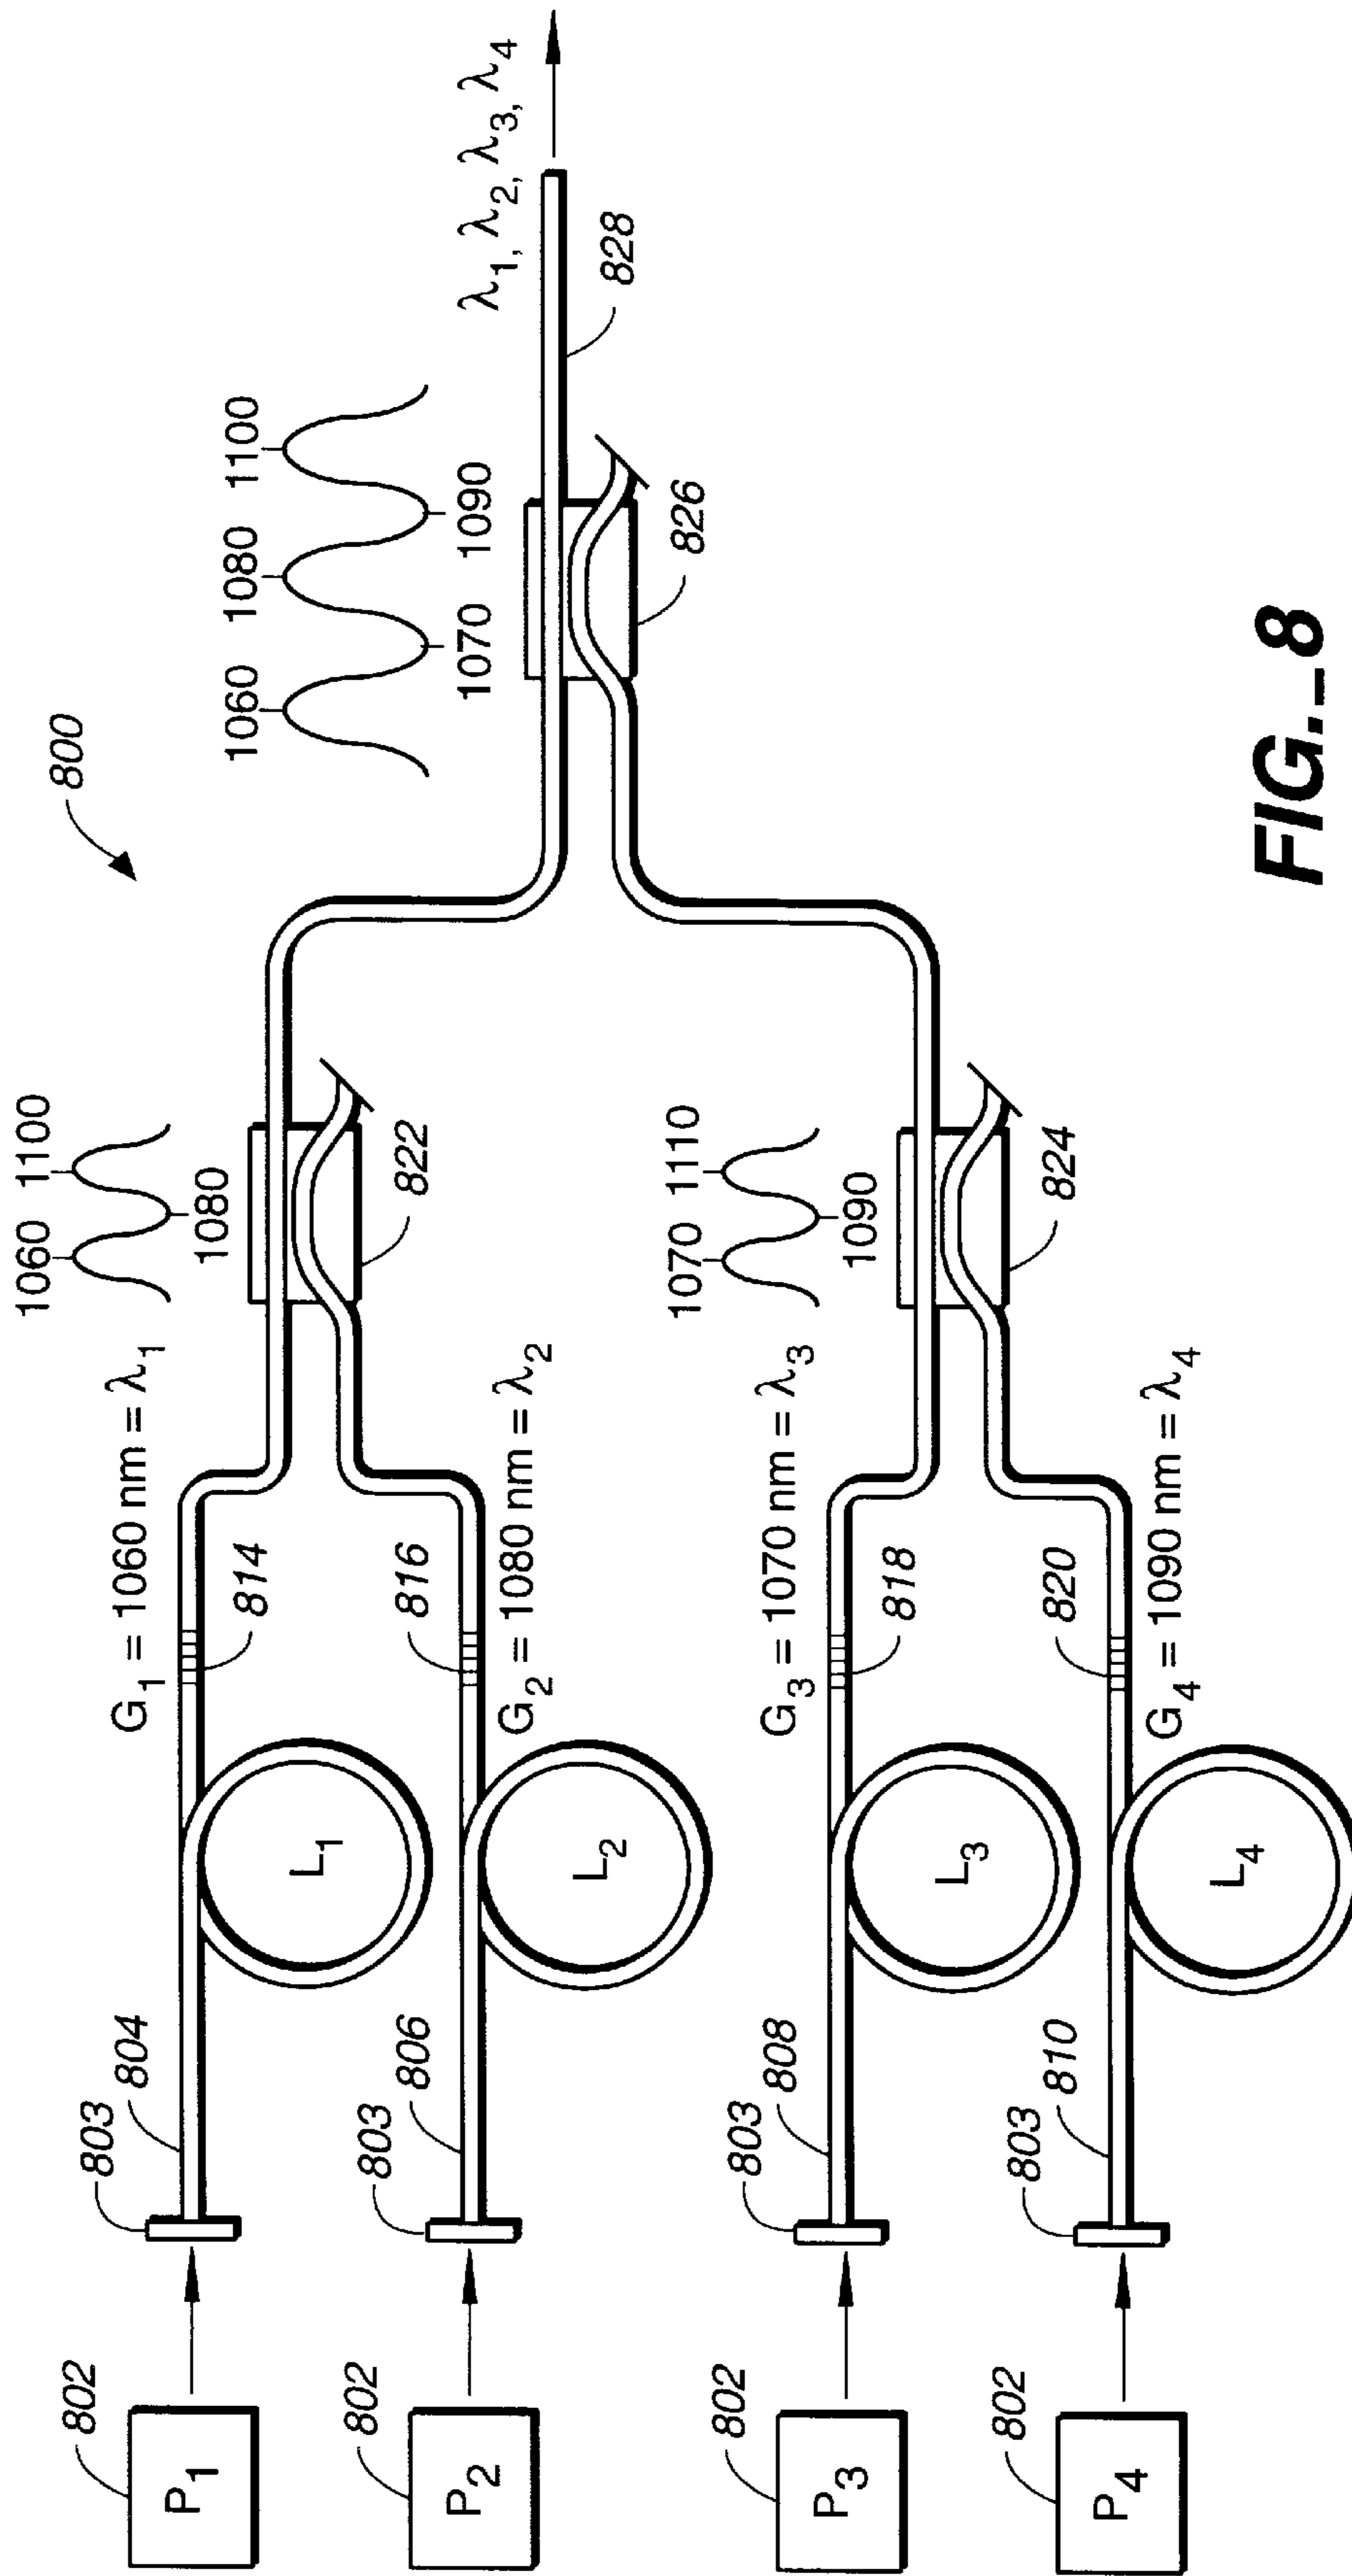 800
1060 1080 1100
1070 1090
λ1, λ2, λ3, λ4
828
826
1060 1100
1080
822
G1 = 1060 nm = λ1
814
804
803
802
P1
L1
G2 = 1080 nm = λ2
816
806
803
802
P2
L2
1070 1110
1090
824
G3 = 1070 nm = λ3
818
808
803
802
P3
L3
G4 = 1090 nm = λ4
820
810
803
802
P4
L4
FIG._8